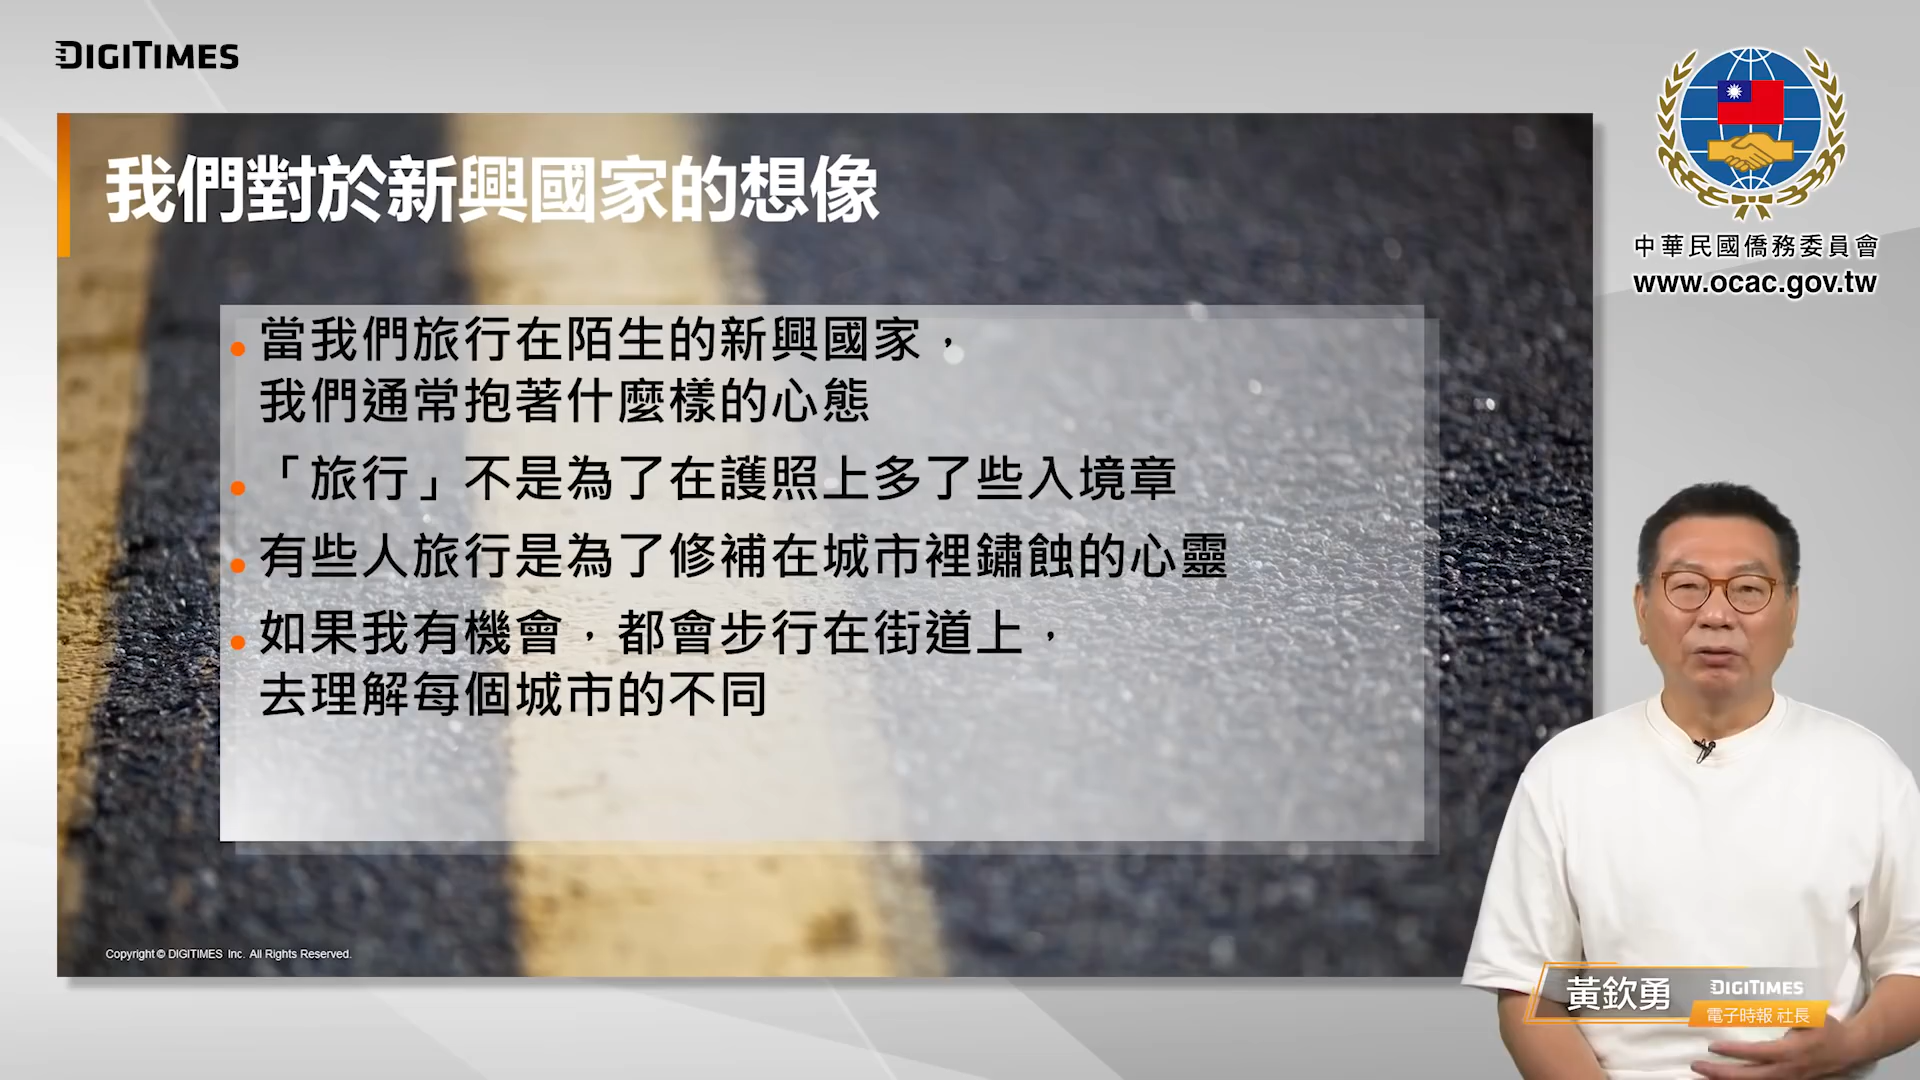 DIGITIMES
我們對於新興國家的想像
當我們旅行在陌生的新興國家，
我們通常抱著什麼樣的心態
「旅行」不是為了在護照上多了些入境章
有些人旅行是為了修補在城市裡鏽蝕的心靈
如果我有機會，都會步行在街道上，
去理解每個城市的不同
Copyright © DIGITIMES Inc. All Rights Reserved.
中華民國僑務委員會
www.ocac.gov.tw
黃欽勇
DIGITIMES
電子時報 社長